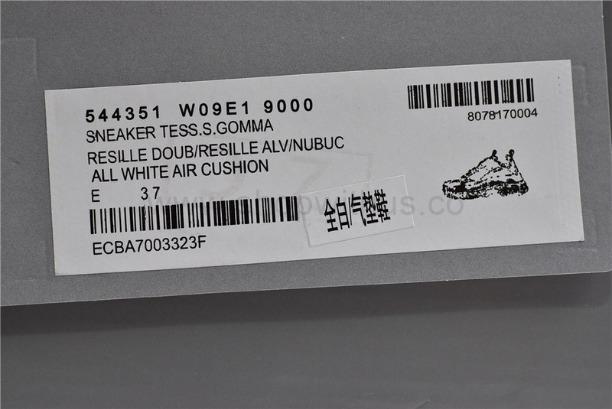 544351 W09E1 9000
SNEAKER TESS.S.GOMMA
RESILLE DOUB/RESILLE ALV/NUBUC
ALL WHITE AIR CUSHION
E 37
ECBA7003323F
8078170004
全白/气垫鞋